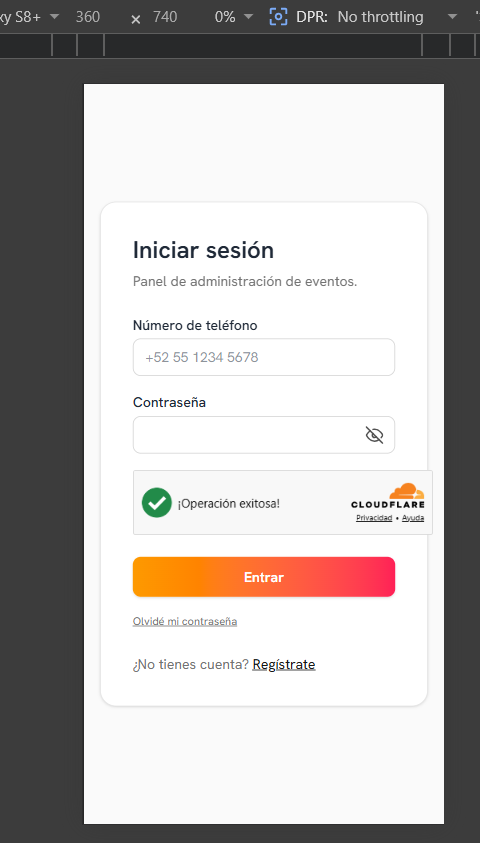 xy S8+ 360 × 740 0% DPR: No throttling
Iniciar sesión
Panel de administración de eventos.
Número de teléfono
+52 55 1234 5678
Contraseña
¡Operación exitosa!
CLOUDFLARE
Privacidad • Ayuda
Entrar
Olvidé mi contraseña
¿No tienes cuenta? Regístrate